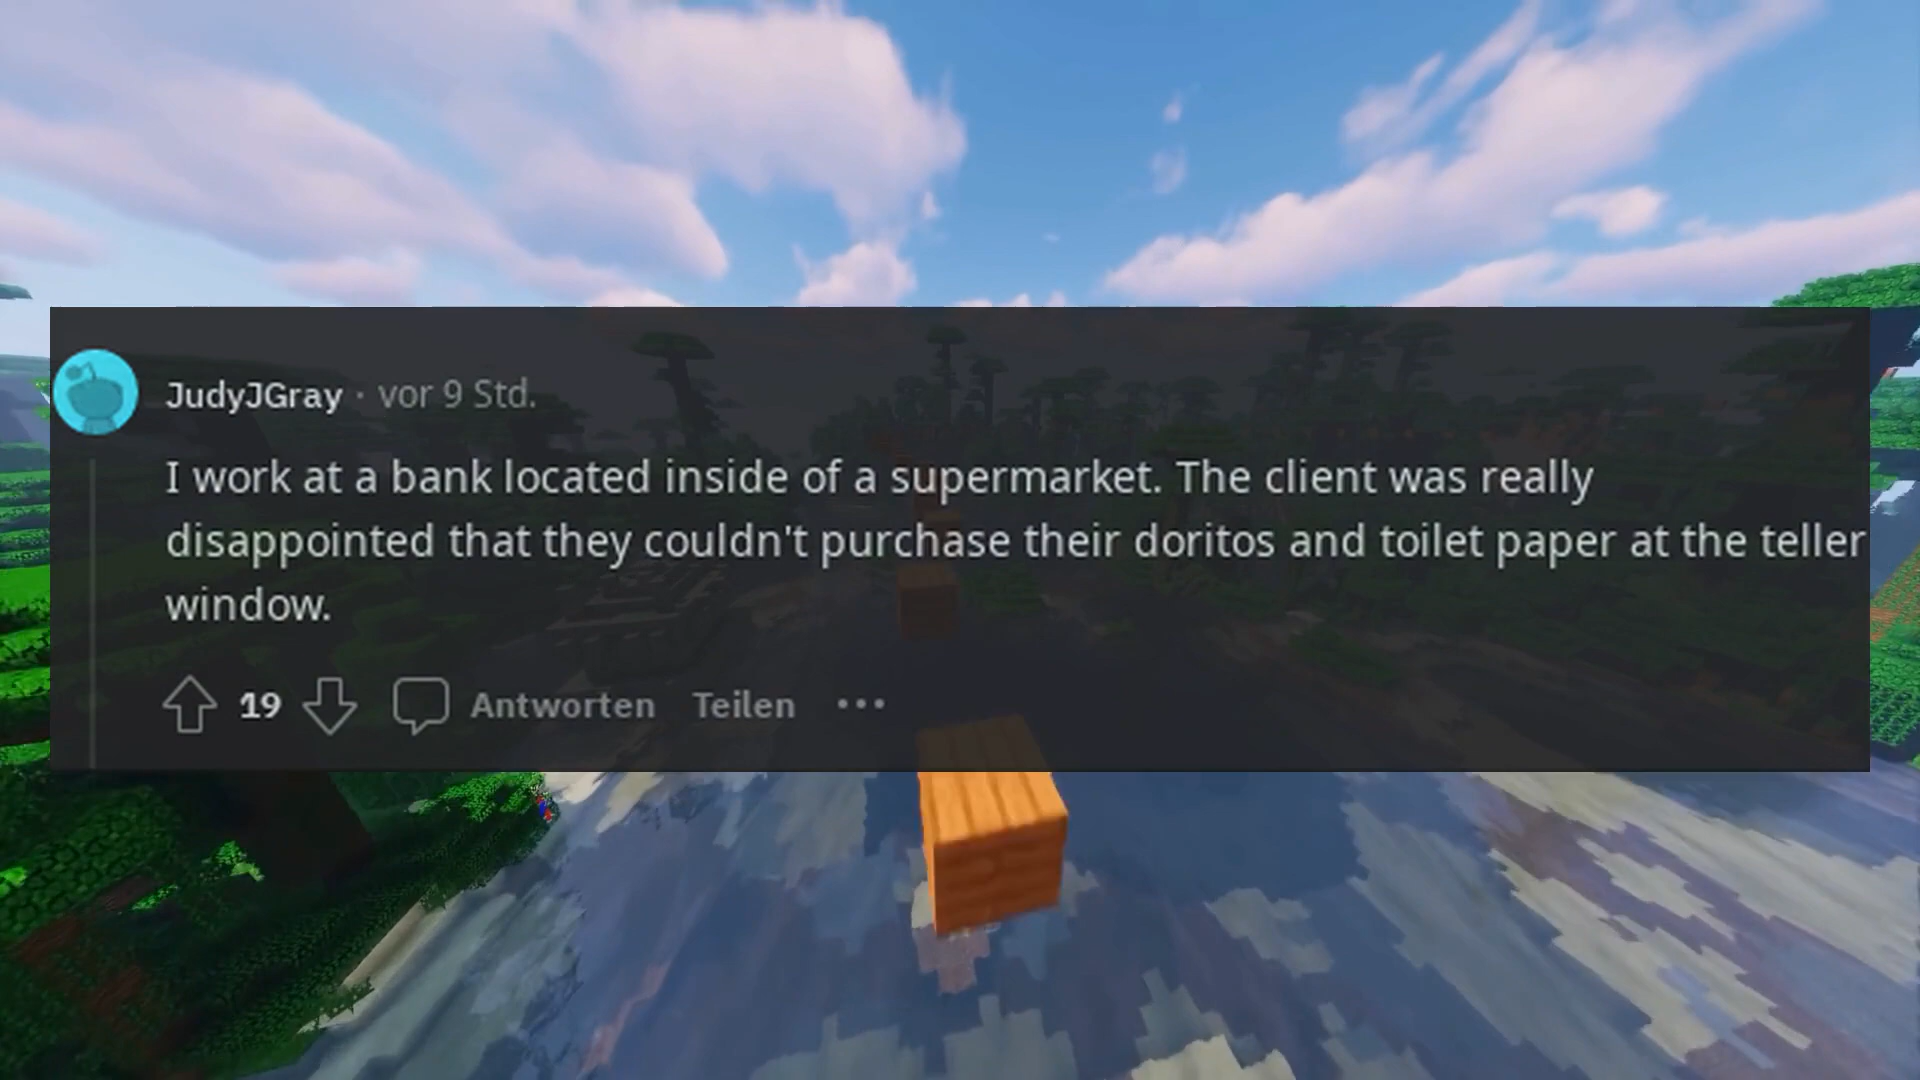 JudyJGray · vor 9 Std.
I work at a bank located inside of a supermarket. The client was really
disappointed that they couldn't purchase their doritos and toilet paper at the teller
window.
19 Antworten Teilen •••